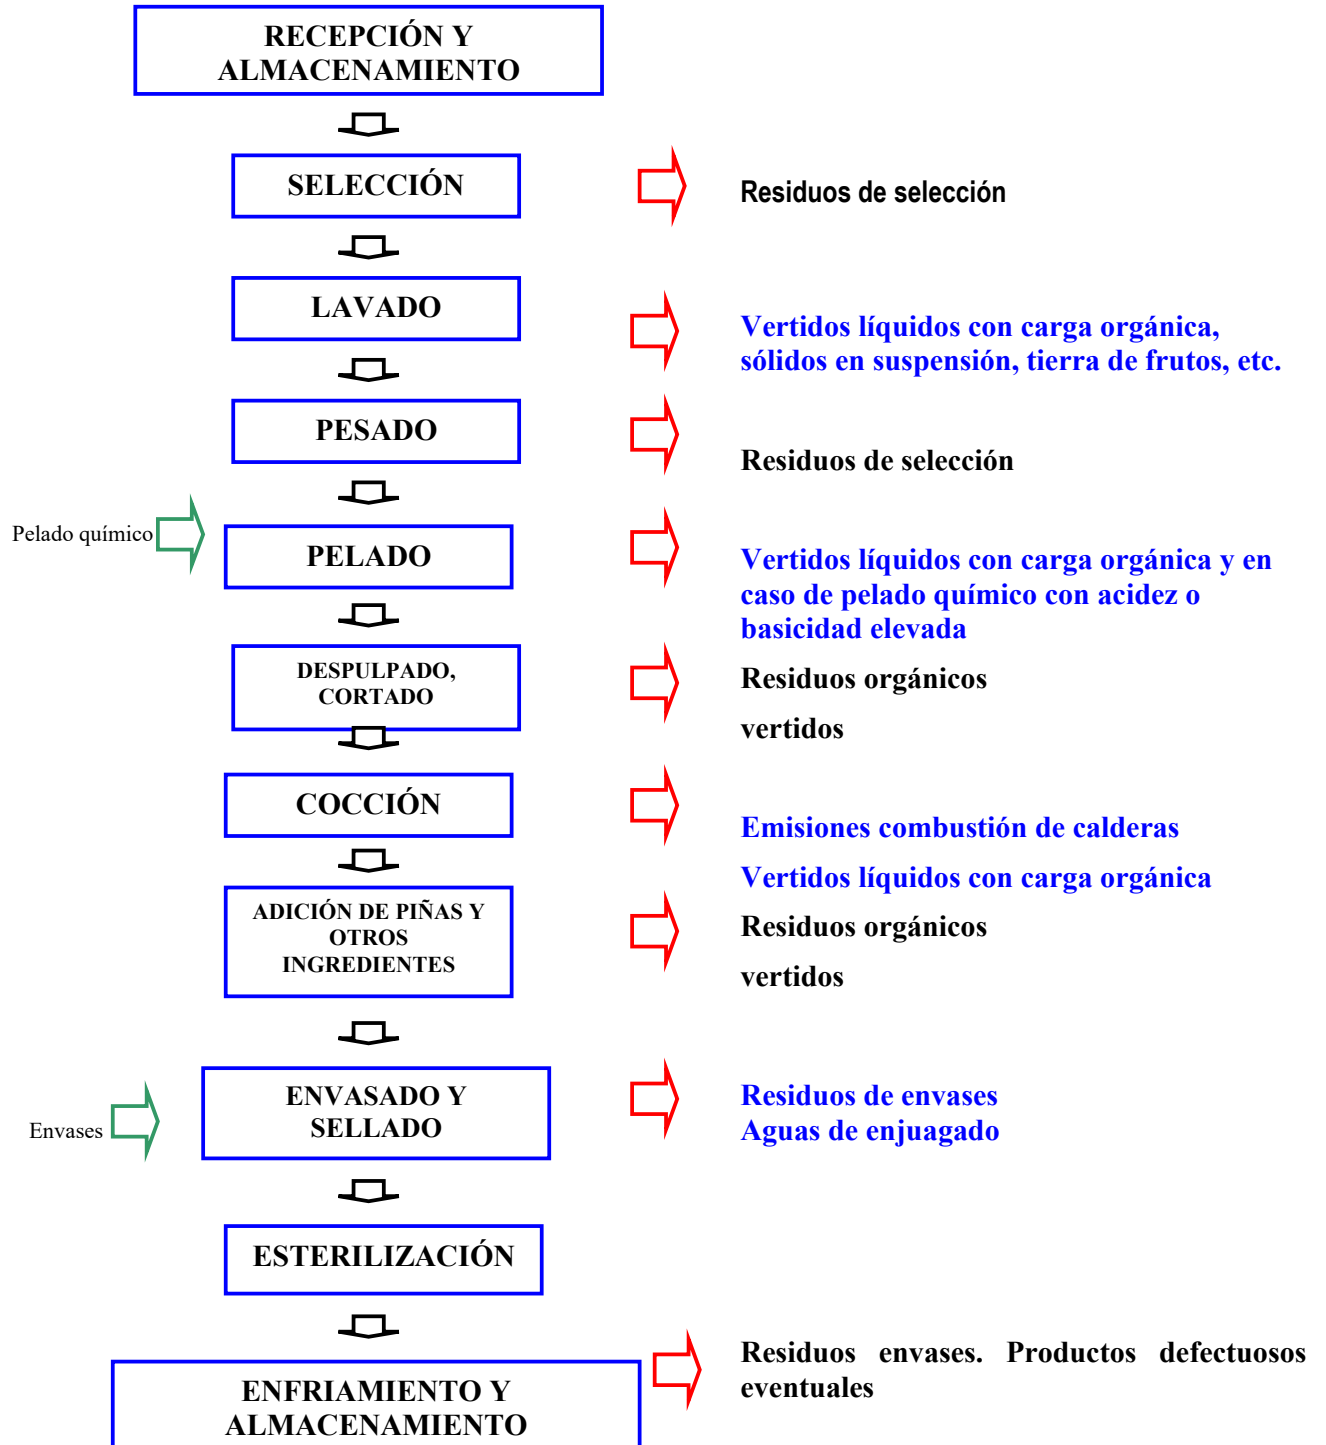 RECEPCIÓN Y
ALMACENAMIENTO
SELECCIÓN
Residuos de selección
LAVADO
Vertidos líquidos con carga orgánica,
sólidos en suspensión, tierra de frutos, etc.
PESADO
Residuos de selección
Pelado químico
PELADO
Vertidos líquidos con carga orgánica y en
caso de pelado químico con acidez o
basicidad elevada
DESPULPADO,
CORTADO
Residuos orgánicos
vertidos
COCCIÓN
Emisiones combustión de calderas
Vertidos líquidos con carga orgánica
ADICIÓN DE PIÑAS Y
OTROS
INGREDIENTES
Residuos orgánicos
vertidos
Envases
ENVASADO Y
SELLADO
Residuos de envases
Aguas de enjuagado
ESTERILIZACIÓN
ENFRIAMIENTO Y
ALMACENAMIENTO
Residuos envases. Productos defectuosos
eventuales